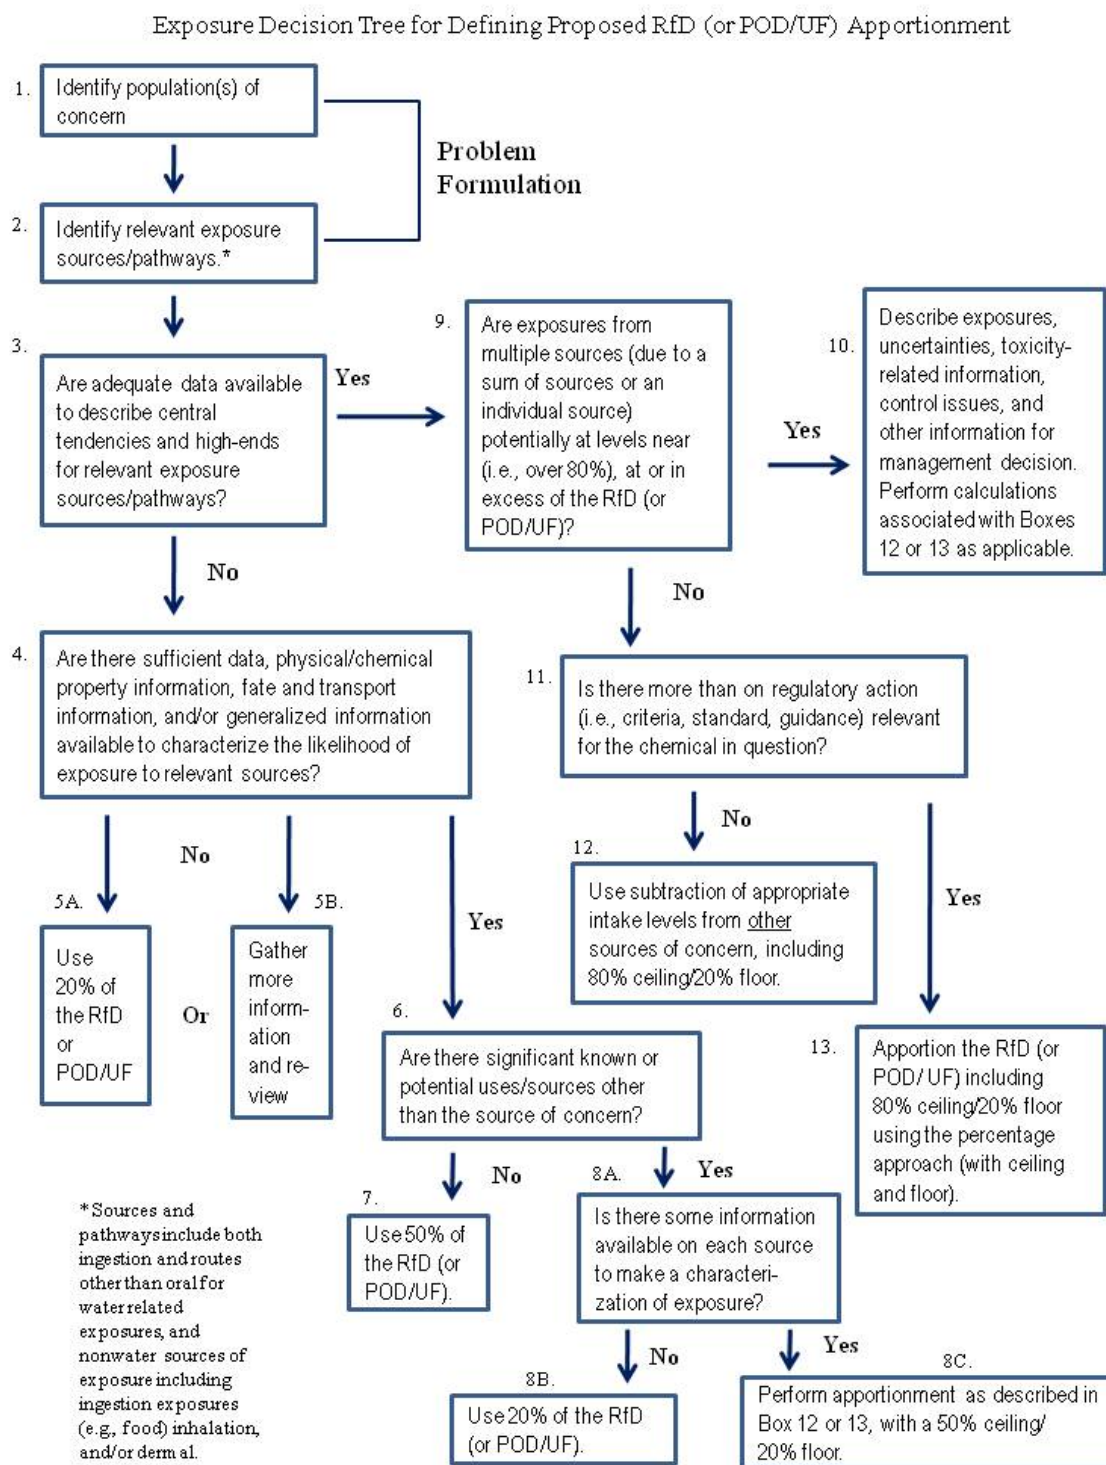 Exposure Decision Tree for Defining Proposed RfD (or POD/UF) Apportionment
1.
Identify population(s) of
concern
Problem
Formulation
2.
Identify relevant exposure
sources/pathways.*
3.
Are adequate data available
to describe central
tendencies and high-ends
for relevant exposure
sources/pathways?
Yes
9.
Are exposures from
multiple sources (due to a
sum of sources or an
individual source)
potentially at levels near
(i.e., over 80%), at or in
excess of the RfD (or
POD/UF)?
Yes
10.
Describe exposures,
uncertainties, toxicity-
related information,
control issues, and
other information for
management decision.
Perform calculations
associated with Boxes
12 or 13 as applicable.
No
No
4.
Are there sufficient data, physical/chemical
property information, fate and transport
information, and/or generalized information
available to characterize the likelihood of
exposure to relevant sources?
11.
Is there more than on regulatory action
(i.e., criteria, standard, guidance) relevant
for the chemical in question?
No
Yes
No
Yes
5A.
Use
20% of
the RfD
or
POD/UF
Or
5B.
Gather
more
inform-
ation
and re-
view
12.
Use subtraction of appropriate
intake levels from other
sources of concern, including
80% ceiling/20% floor.
6.
Are there significant known or
potential uses/sources other
than the source of concern?
13.
Apportion the RfD (or
POD/ UF) including
80% ceiling/20% floor
using the percentage
approach (with ceiling
and floor).
No
Yes
7.
Use 50% of
the RfD (or
POD/UF).
8A.
Is there some information
available on each source
to make a characteri-
zation of exposure?
No
Yes
8B.
Use 20% of the RfD
(or POD/UF).
8C.
Perform apportionment as described in
Box 12 or 13, with a 50% ceiling/
20% floor.
* Sources and
pathways include both
ingestion and routes
other than oral for
water related
exposures, and
nonwater sources of
exposure including
ingestion exposures
(e.g., food) inhalation,
and/or dermal.